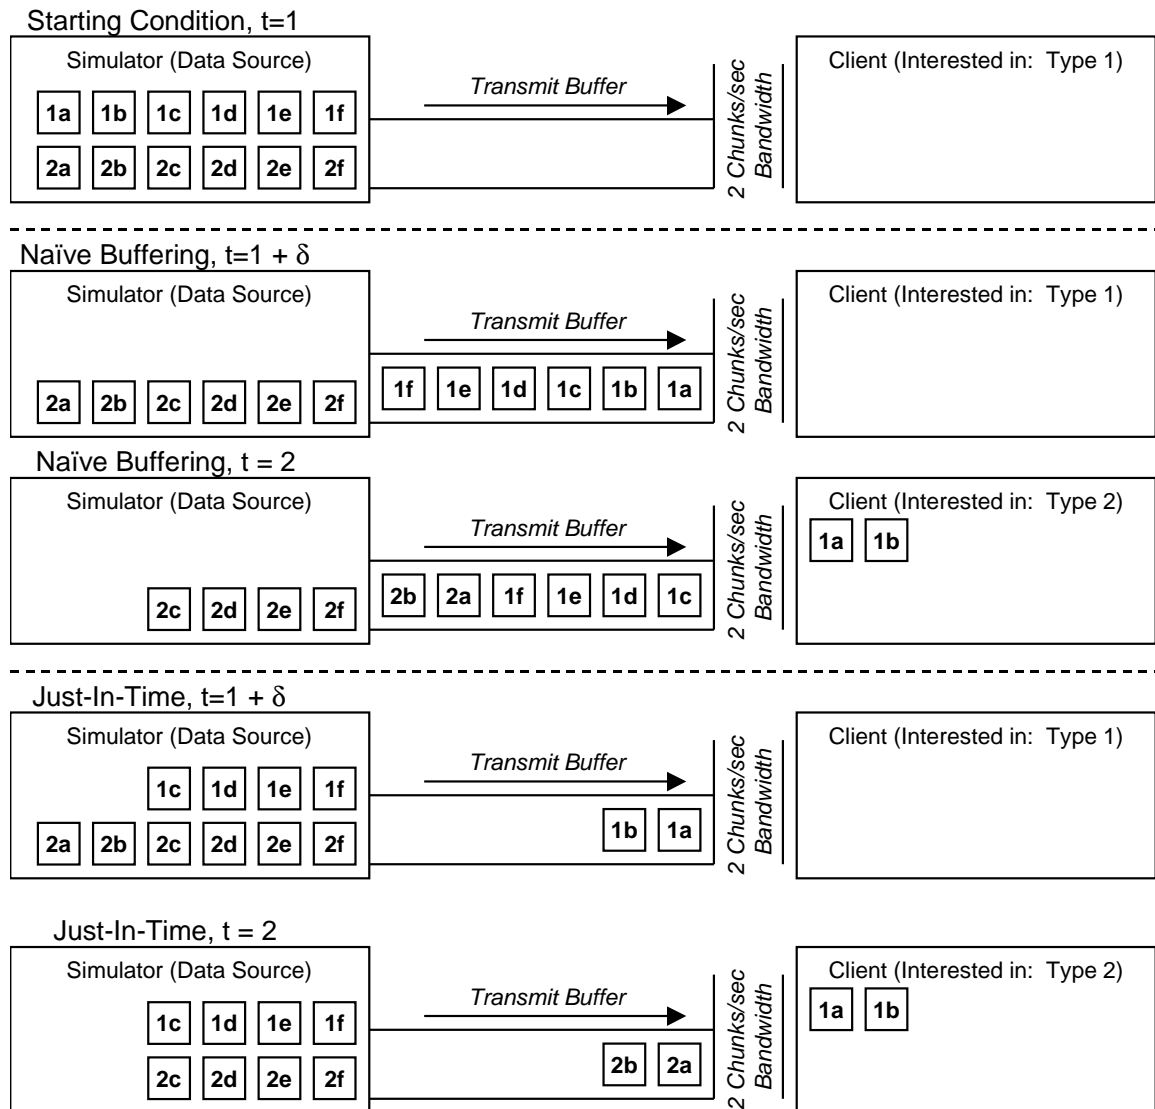 Starting Condition, t=1
Simulator (Data Source)
1a 1b 1c 1d 1e 1f
2a 2b 2c 2d 2e 2f
Transmit Buffer
2 Chunks/sec
Bandwidth
Client (Interested in: Type 1)
Naïve Buffering, t=1 + δ
Simulator (Data Source)
2a 2b 2c 2d 2e 2f
Transmit Buffer
1f 1e 1d 1c 1b 1a
2 Chunks/sec
Bandwidth
Client (Interested in: Type 1)
Naïve Buffering, t = 2
Simulator (Data Source)
2c 2d 2e 2f
Transmit Buffer
2b 2a 1f 1e 1d 1c
2 Chunks/sec
Bandwidth
Client (Interested in: Type 2)
1a 1b
Just-In-Time, t=1 + δ
Simulator (Data Source)
1c 1d 1e 1f
2a 2b 2c 2d 2e 2f
Transmit Buffer
1b 1a
2 Chunks/sec
Bandwidth
Client (Interested in: Type 1)
Just-In-Time, t = 2
Simulator (Data Source)
1c 1d 1e 1f
2c 2d 2e 2f
Transmit Buffer
2b 2a
2 Chunks/sec
Bandwidth
Client (Interested in: Type 2)
1a 1b